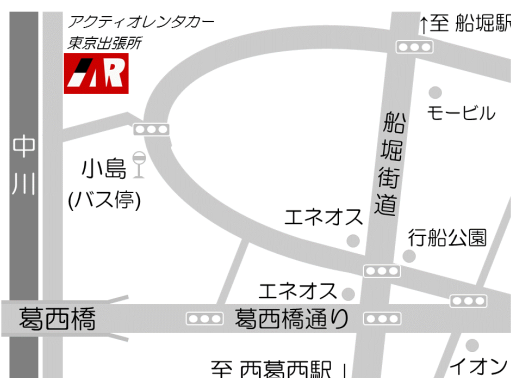 アクティオレンタカー
東京出張所
AR
↑至 船堀駅
モービル
船堀街道
中川
小島
(バス停)
エネオス
行船公園
エネオス
葛西橋
葛西橋通り
至 西葛西駅 ↓
イオン